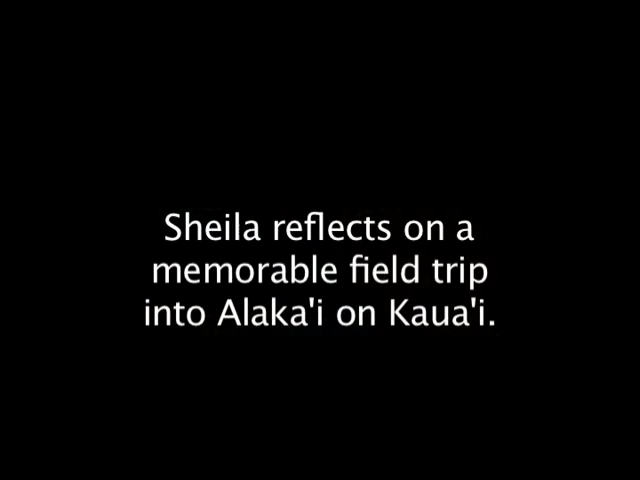 Sheila reflects on a
memorable field trip
into Alaka'i on Kaua'i.